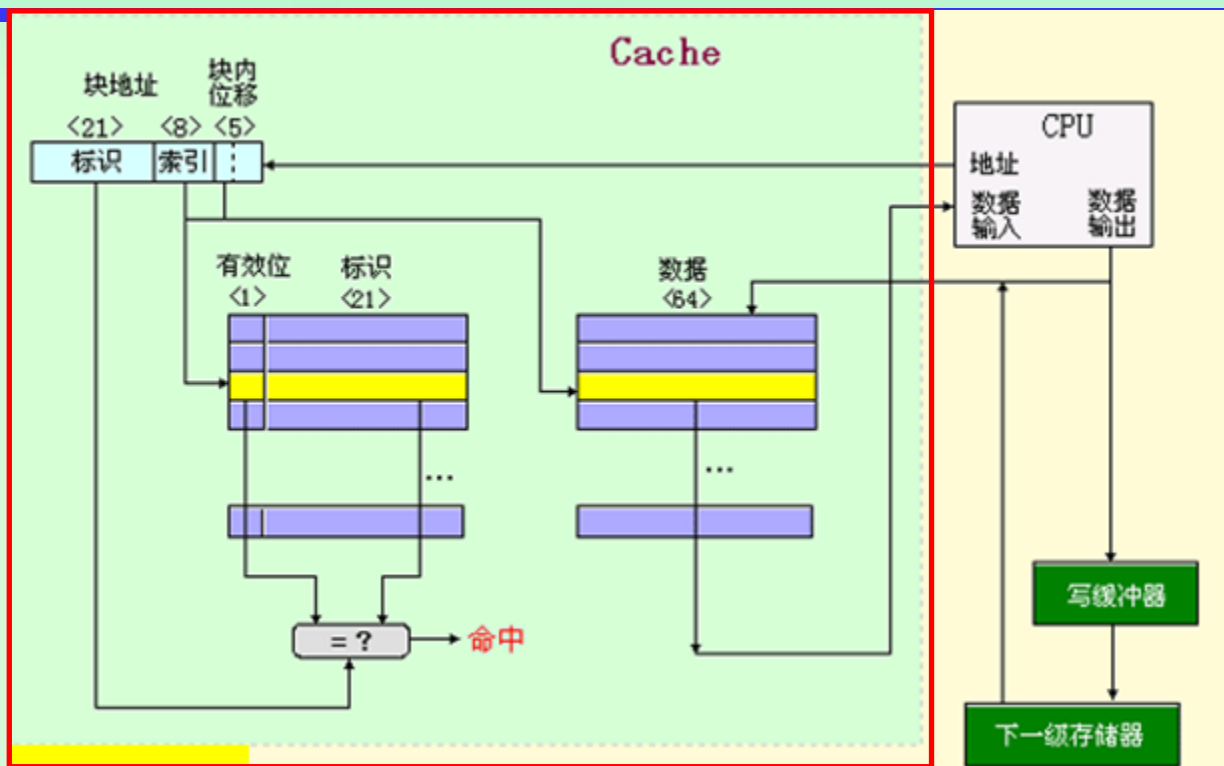 Cache
块地址
块内
位移
<21> <8> <5>
标识 索引
CPU
地址
数据
输入
数据
输出
有效位 标识
<1> <21>
数据
<64>
...
...
= ?
命中
写缓冲器
下一级存储器